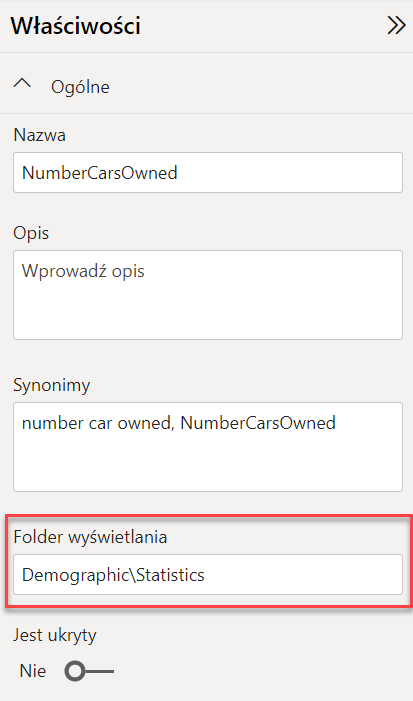 Właściwości
Ogólne
Nazwa
NumberCarsOwned
Opis
Wprowadź opis
Synonimy
number car owned, NumberCarsOwned
Folder wyświetlania
Demographic\Statistics
Jest ukryty
Nie